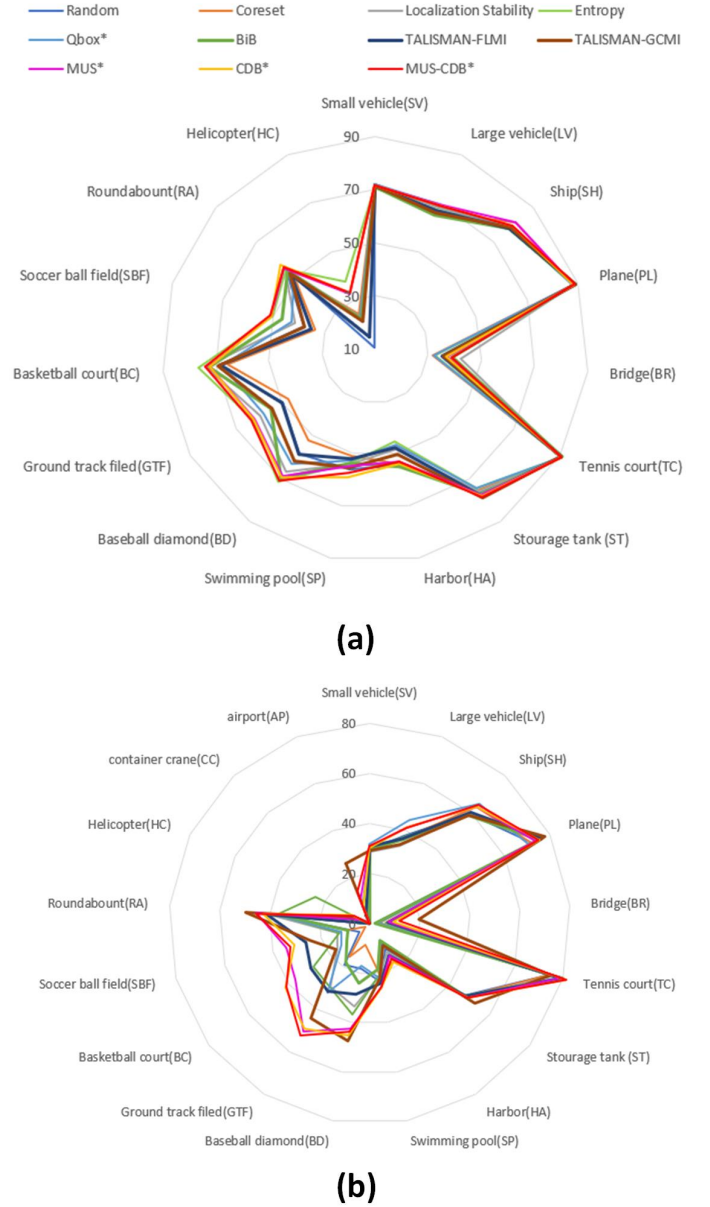 Random Coreset Localization Stability Entropy
Qbox* BiB TALISMAN-FLMI TALISMAN-GCMI
MUS* CDB* MUS-CDB*
Small vehicle(SV)
Helicopter(HC) Large vehicle(LV)
90
Roundabount(RA) Ship(SH)
70
50
Soccer ball field(SBF) Plane(PL)
30
10
Basketball court(BC) Bridge(BR)
Ground track filed(GTF) Tennis court(TC)
Baseball diamond(BD) Stourage tank (ST)
Swimming pool(SP) Harbor(HA)
(a)
Small vehicle(SV)
airport(AP) Large vehicle(LV)
80
container crane(CC) Ship(SH)
60
Helicopter(HC) Plane(PL)
40
20
Roundabount(RA) Bridge(BR)
0
Soccer ball field(SBF) Tennis court(TC)
Basketball court(BC) Stourage tank (ST)
Ground track filed(GTF) Harbor(HA)
Baseball diamond(BD) Swimming pool(SP)
(b)